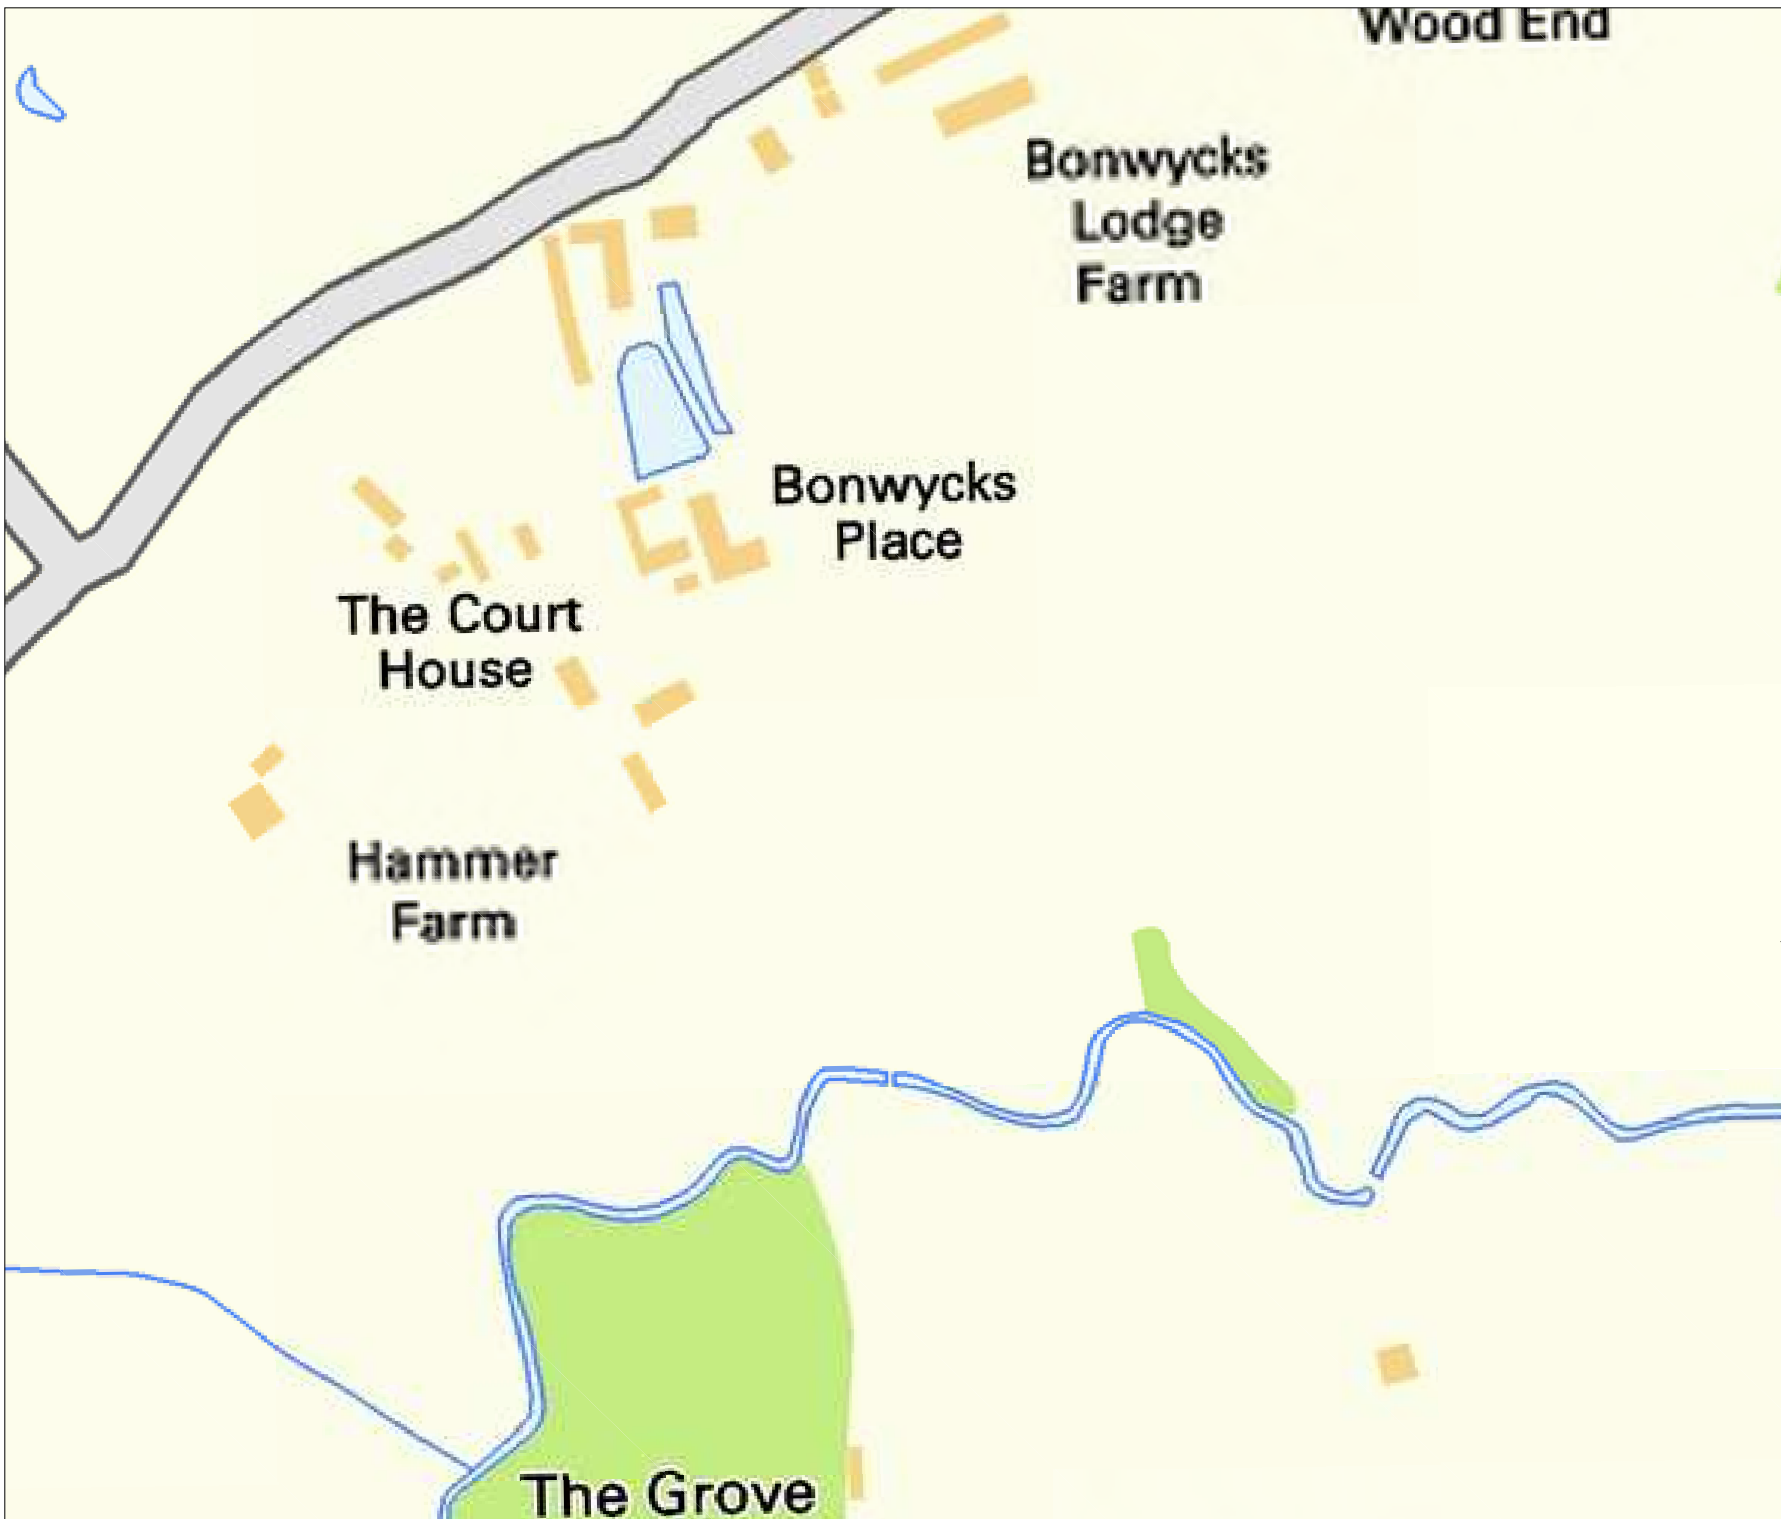 Wood End
Bonwycks
Lodge
Farm
Bonwycks
Place
The Court
House
Hammer
Farm
The Grove